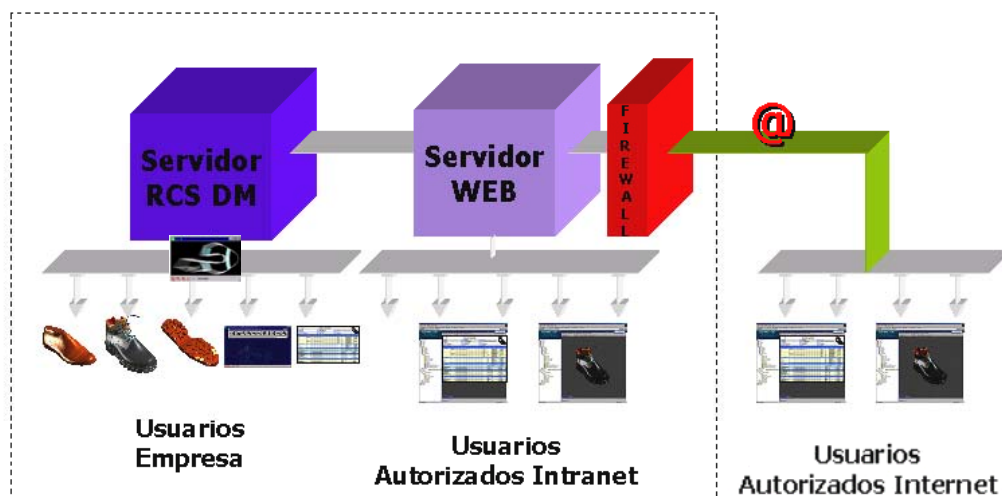 Servidor
RCS DM
Servidor
WEB
FIREWALL
@
Usuarios
Empresa
Usuarios
Autorizados Intranet
Usuarios
Autorizados Internet